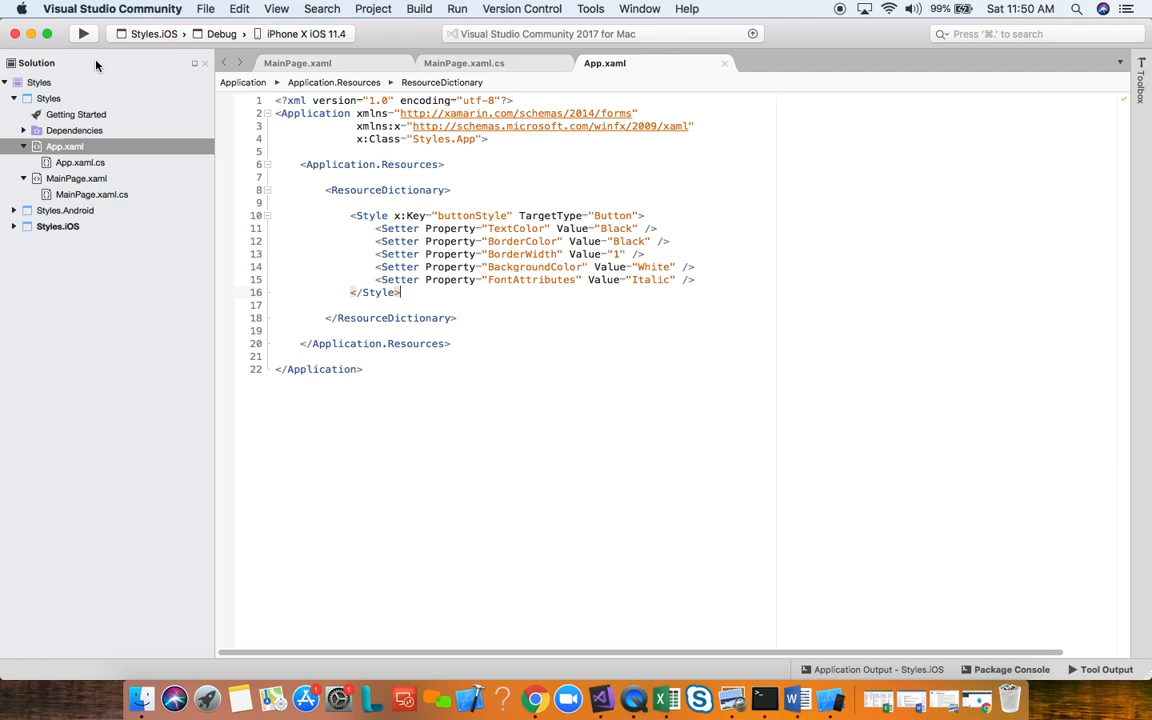 Visual Studio Community File Edit View Search Project Build Run Version Control Tools Window Help 99% Sat 11:50 AM
Styles.iOS > Debug > iPhone X iOS 11.4 Visual Studio Community 2017 for Mac Press '⌘.' to search
Solution MainPage.xaml MainPage.xaml.cs App.xaml Toolbox
Application Application.Resources ResourceDictionary
Styles
Styles
Getting Started
Dependencies
App.xaml
App.xaml.cs
MainPage.xaml
MainPage.xaml.cs
Styles.Android
Styles.iOS
1 <?xml version="1.0" encoding="utf-8"?>
2 <Application xmlns="http://xamarin.com/schemas/2014/forms"
3 xmlns:x="http://schemas.microsoft.com/winfx/2009/xaml"
4 x:Class="Styles.App">
5
6 <Application.Resources>
7
8 <ResourceDictionary>
9
10 <Style x:Key="buttonStyle" TargetType="Button">
11 <Setter Property="TextColor" Value="Black" />
12 <Setter Property="BorderColor" Value="Black" />
13 <Setter Property="BorderWidth" Value="1" />
14 <Setter Property="BackgroundColor" Value="White" />
15 <Setter Property="FontAttributes" Value="Italic" />
16 </Style>
17
18 </ResourceDictionary>
19
20 </Application.Resources>
21
22 </Application>
Application Output - Styles.iOS Package Console Tool Output